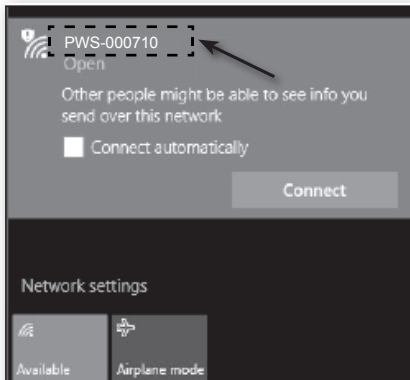 PWS-000710
Open
Other people might be able to see info you
send over this network
Connect automatically
Connect
Network settings
Available
Airplane mode